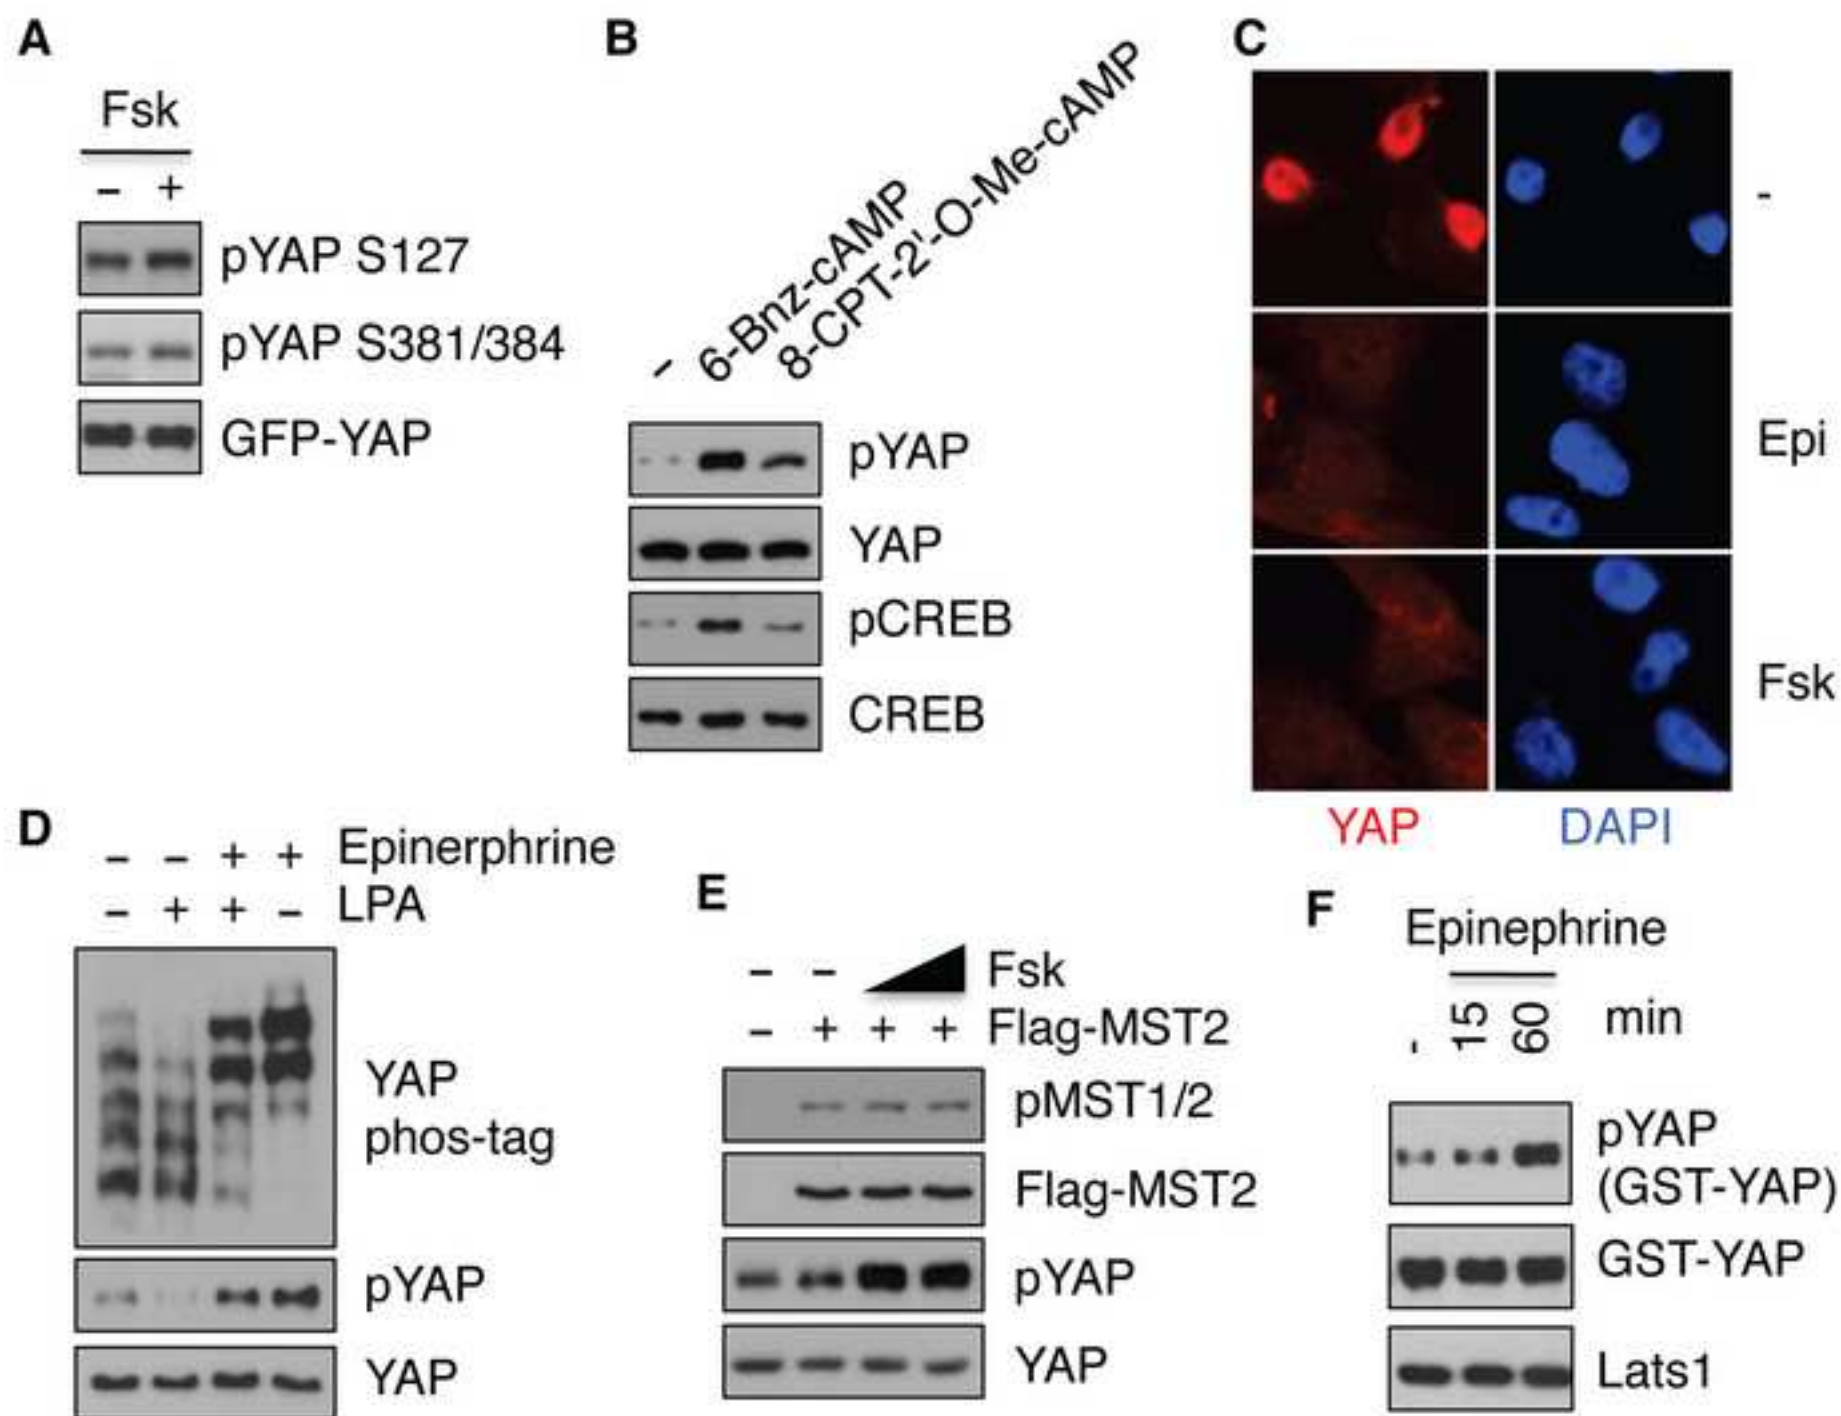 A
Fsk
– +
pYAP S127
pYAP S381/384
GFP-YAP
B
–
6-Bnz-cAMP
8-CPT-2'-O-Me-cAMP
pYAP
YAP
pCREB
CREB
C
-
Epi
Fsk
YAP DAPI
D
– – + + Epinerphrine
– + + – LPA
YAP
phos-tag
pYAP
YAP
E
– – Fsk
– + + + Flag-MST2
pMST1/2
Flag-MST2
pYAP
YAP
F
Epinephrine
- 15 60 min
pYAP
(GST-YAP)
GST-YAP
Lats1